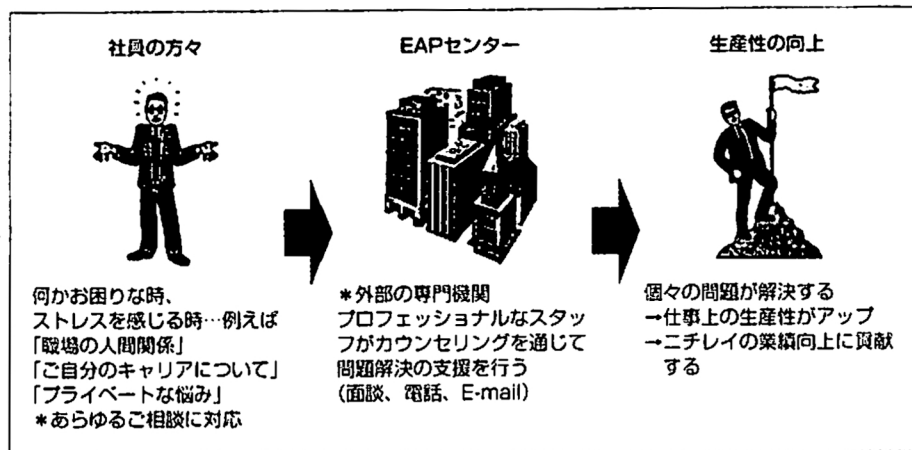 社員の方々
何かお困りな時、
ストレスを感じる時…例えば
「職場の人間関係」
「ご自分のキャリアについて」
「プライベートな悩み」
＊あらゆるご相談に対応
EAPセンター
＊外部の専門機関
プロフェッショナルなスタッ
フがカウンセリングを通じて
問題解決の支援を行う
（面談、電話、E-mail）
生産性の向上
個々の問題が解決する
→仕事上の生産性がアップ
→ニチレイの業績向上に貢献
する